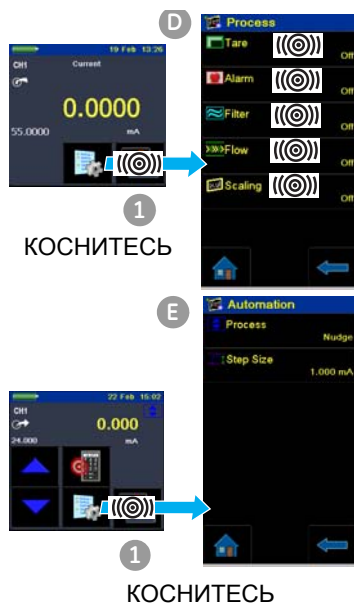 D
19 Feb 13:26
CH1
Current
0.0000
55.0000
mA
1
КОСНИТЕСЬ
Process
Tare
Off
Alarm
Off
Filter
Off
Flow
Off
Scaling
Off
E
22 Feb 15:02
CH1
0.000
24.000
mA
1
КОСНИТЕСЬ
Automation
Process
Nudge
Step Size
1.000 mA